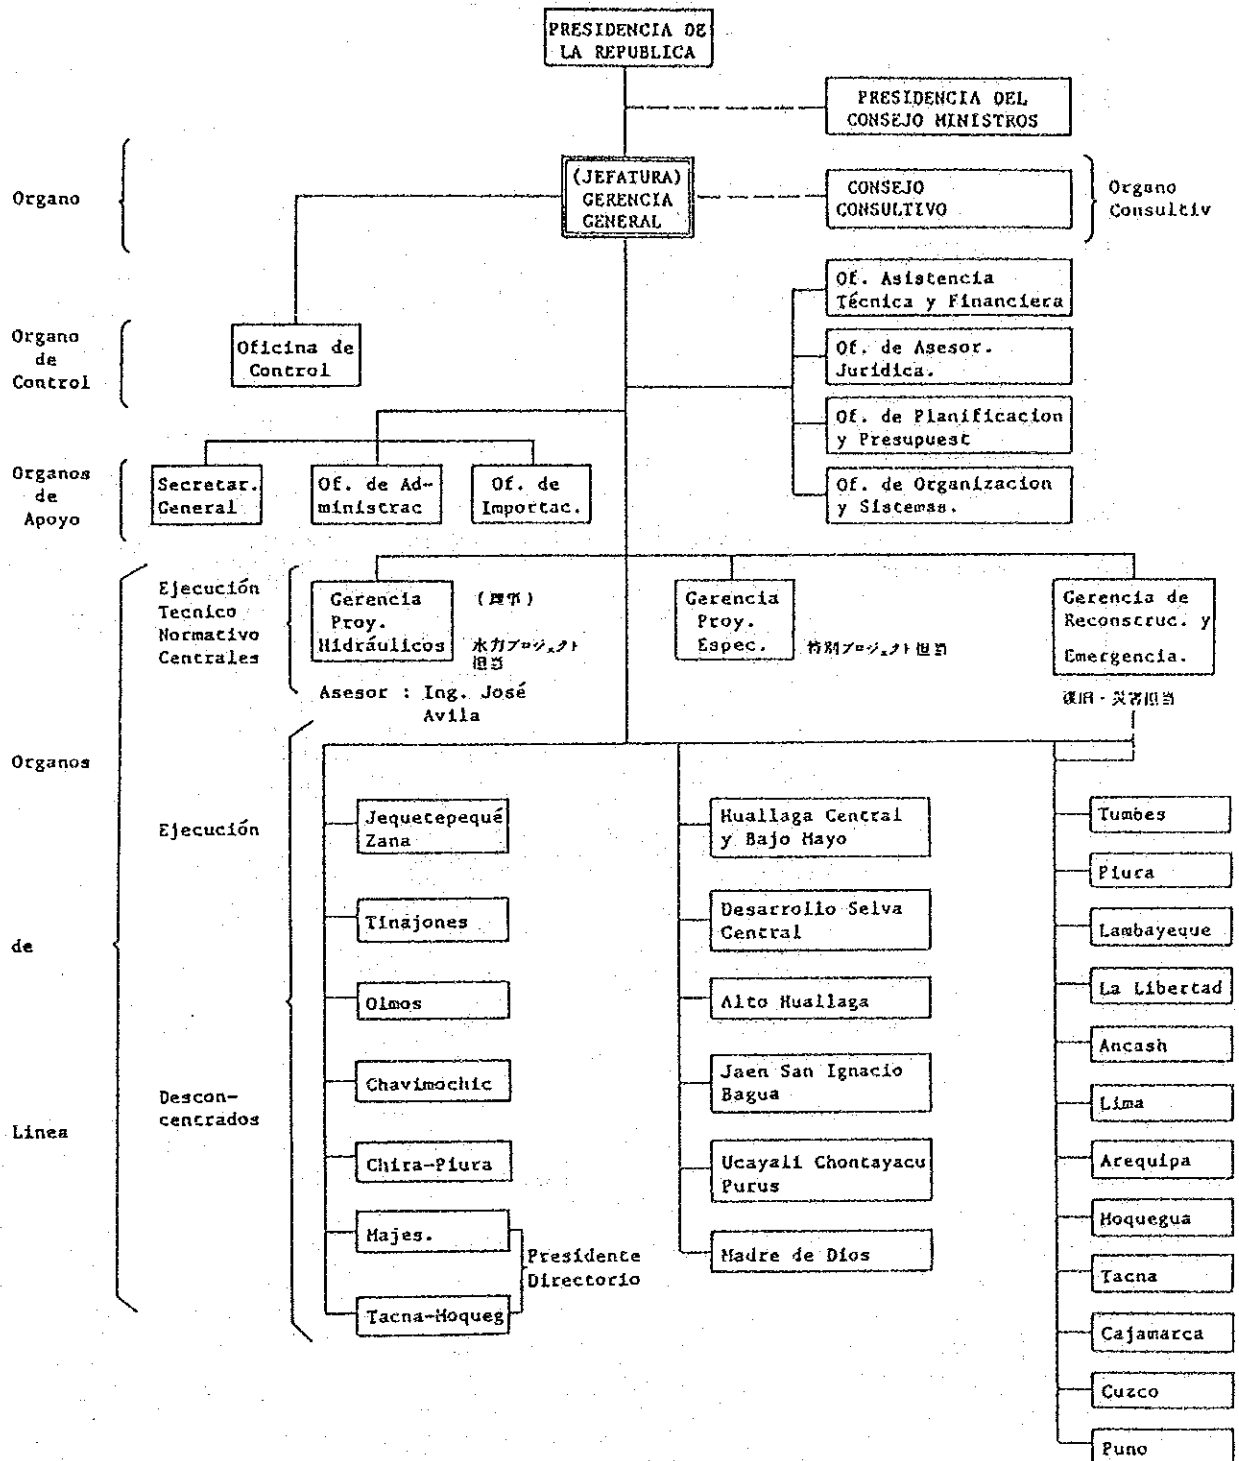 PRESIDENCIA DE
LA REPUBLICA
PRESIDENCIA DEL
CONSEJO MINISTROS
Organo
(JEFATURA)
GERENCIA
GENERAL
CONSEJO
CONSULTIVO
Organo
Consultiv
Of. Asistencia
Técnica y Financiera
Organo
de
Control
Oficina de
Control
Of. de Asesor.
Jurídica.
Of. de Planificacion
y Presupuest
Organos
de
Apoyo
Secretar.
General
Of. de Ad-
ministrac
Of. de
Importac.
Of. de Organizacion
y Sistemas.
Ejecución
Tecnico
Normativo
Centrales
Gerencia
Proy.
Hidráulicos
(理事)
水力プロジェクト
担当
Gerencia
Proy.
Espec.
特別プロジェクト担当
Gerencia de
Reconstruc. y
Emergencia.
復旧・災害担当
Asesor : Ing. José
Avila
Organos
de
Linea
Ejecución
Descon-
centrados
Jequetepequé
Zana
Tinajones
Olmos
Chavimochic
Chira-Piura
Majes.
Tacna-Moqueg
Presidente
Directorio
Huallaga Central
y Bajo Mayo
Desarrollo Selva
Central
Alto Huallaga
Jaen San Ignacio
Bagua
Ucayali Chontayacu
Purus
Madre de Dios
Tumbes
Piura
Lambayeque
La Libertad
Ancash
Lima
Arequipa
Moquegua
Tacna
Cajamarca
Cuzco
Puno